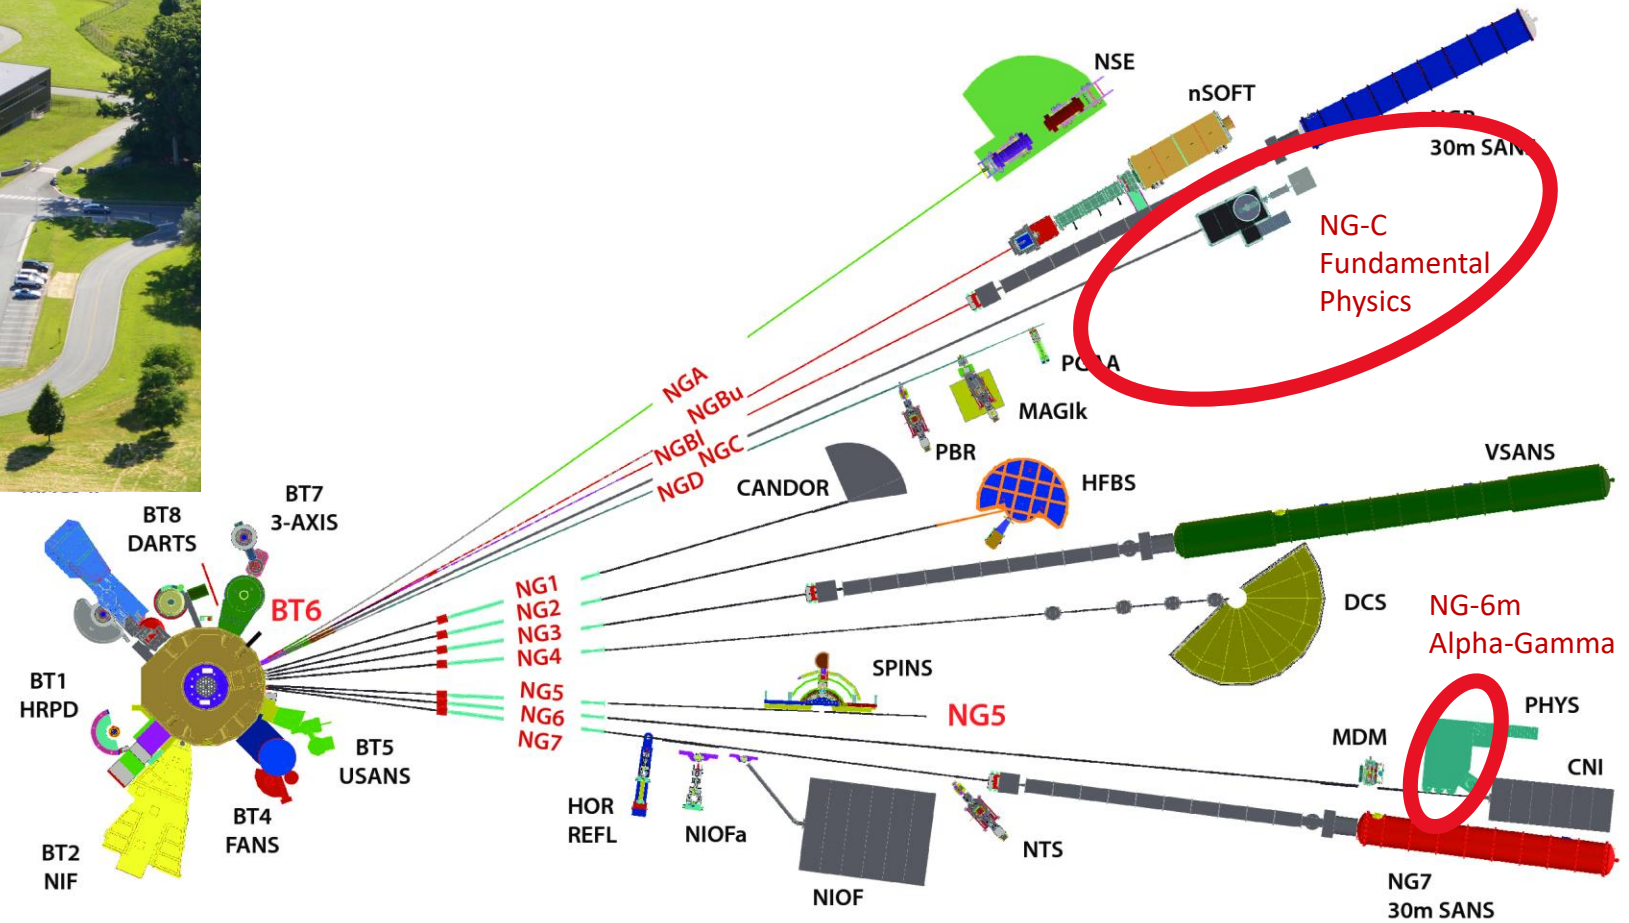 NSE
nSOFT
30m SANS
NG-C
Fundamental
Physics
NGA
NGBu
NGBl
NGC
NGD
PGAA
MAGIk
PBR
CANDOR
HFBS
VSANS
BT7
3-AXIS
BT8
DARTS
BT6
NG1
NG2
NG3
NG4
NG5
NG6
NG7
DCS
NG-6m
Alpha-Gamma
SPINS
NG5
PHYS
MDM
CNI
BT1
HRPD
BT5
USANS
BT4
FANS
BT2
NIF
HOR
REFL
NIOFa
NIOF
NTS
NG7
30m SANS